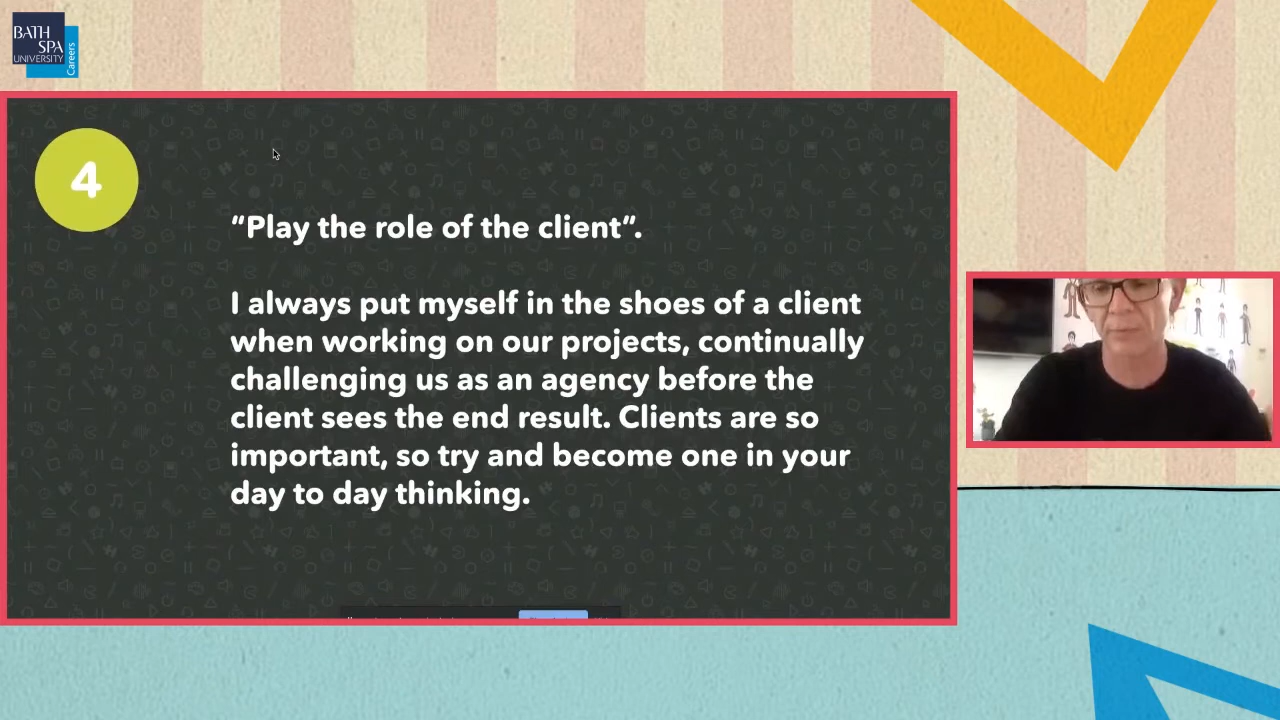 BATH
SPA
UNIVERSITY
Careers
4
“Play the role of the client”.
I always put myself in the shoes of a client
when working on our projects, continually
challenging us as an agency before the
client sees the end result. Clients are so
important, so try and become one in your
day to day thinking.